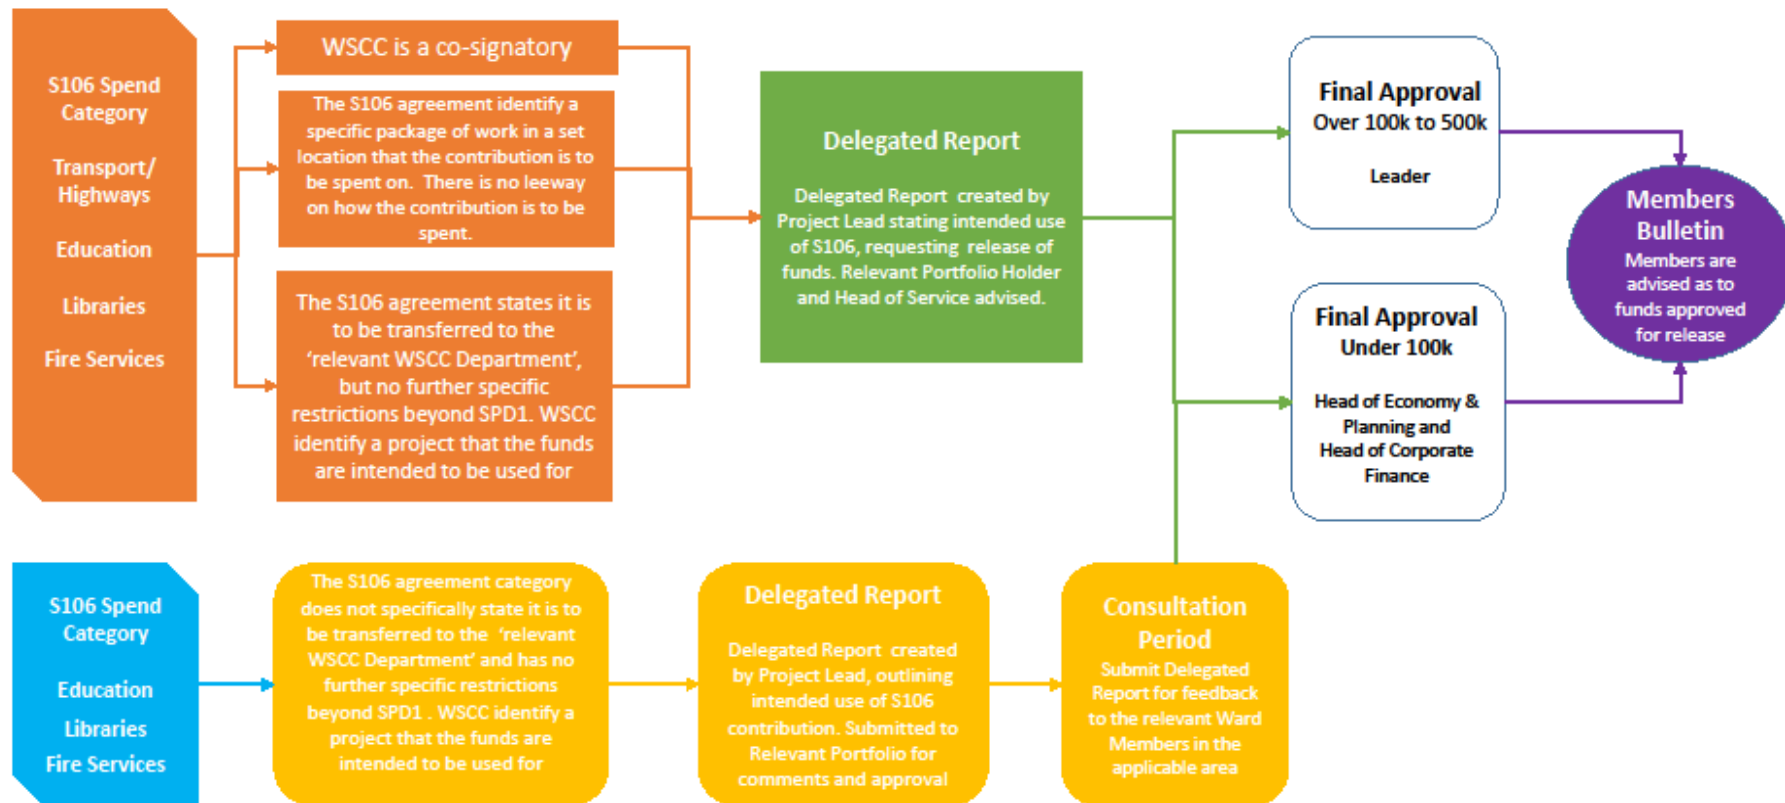 S106 Spend
Category
Transport/
Highways
Education
Libraries
Fire Services
WSCC is a co-signatory
The S106 agreement identify a
specific package of work in a set
location that the contribution is to
be spent on.  There is no leeway
on how the contribution is to be
spent.
The S106 agreement states it is
to be transferred to the
‘relevant WSCC Department’,
but no further specific
restrictions beyond SPD1. WSCC
identify a project that the funds
are intended to be used for
Delegated Report
Delegated Report  created by
Project Lead stating intended use
of S106, requesting  release of
funds. Relevant Portfolio Holder
and Head of Service advised.
Final Approval
Over 100k to 500k
Leader
Final Approval
Under 100k
Head of Economy &
Planning and
Head of Corporate
Finance
Members
Bulletin
Members are
advised as to
funds approved
for release
S106 Spend
Category
Education
Libraries
Fire Services
The S106 agreement category
does not specifically state it is to
be transferred to the  ‘relevant
WSCC Department’ and has no
further specific restrictions
beyond SPD1 . WSCC identify a
project that the funds are
intended to be used for
Delegated Report
Delegated Report  created
by Project Lead, outlining
intended use of S106
contribution. Submitted to
Relevant Portfolio for
comments and approval
Consultation
Period
Submit Delegated
Report for feedback
to the relevant Ward
Members in the
applicable area